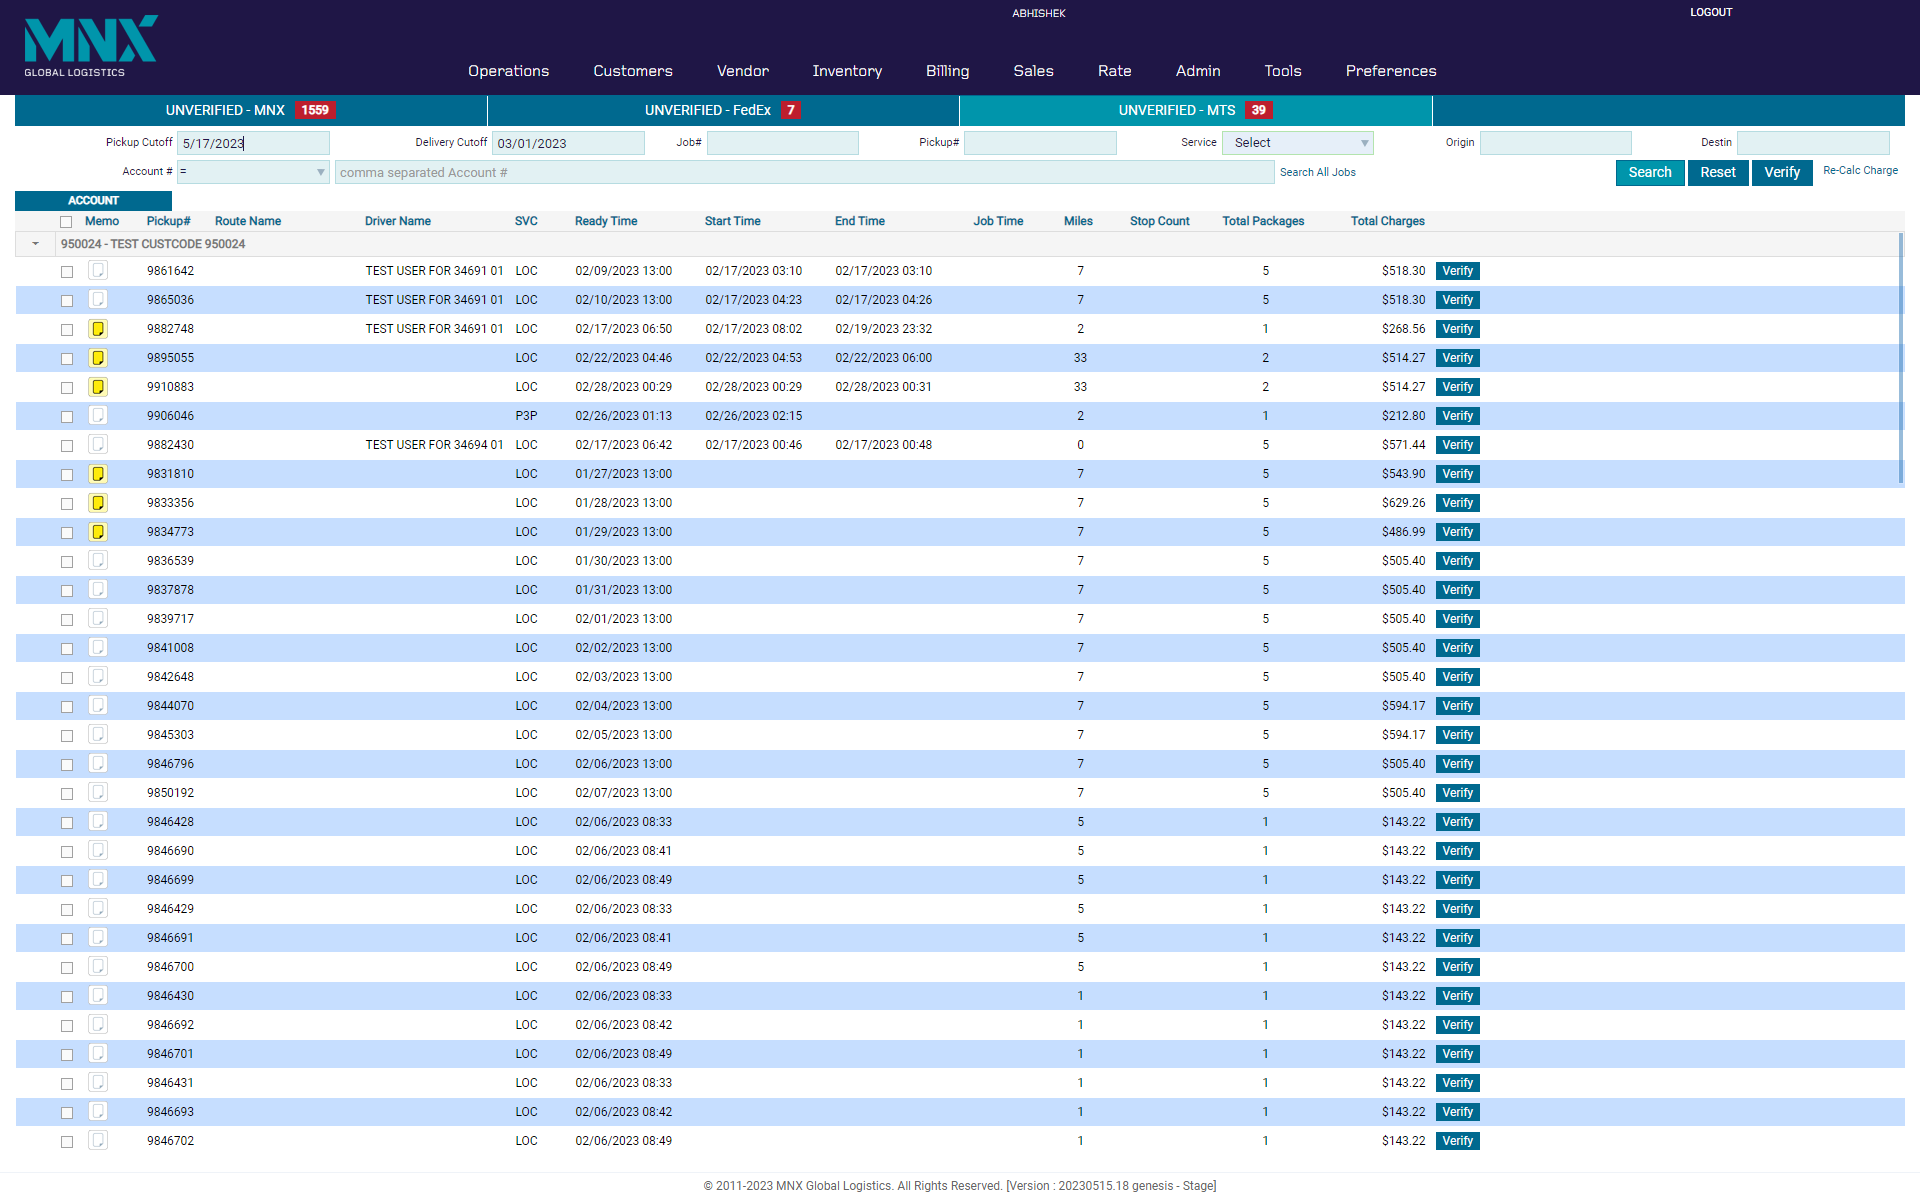 MNX
GLOBAL LOGISTICS
ABHISHEK
LOGOUT
Operations Customers Vendor Inventory Billing Sales Rate Admin Tools Preferences
UNVERIFIED - MNX 1559 UNVERIFIED - FedEx 7 UNVERIFIED - MTS 39
Pickup Cutoff 5/17/2023 Delivery Cutoff 03/01/2023 Job# Pickup# Service Select Origin Destin
Account # = comma separated Account # Search All Jobs Search Reset Verify Re-Calc Charge
ACCOUNT
Memo Pickup# Route Name Driver Name SVC Ready Time Start Time End Time Job Time Miles Stop Count Total Packages Total Charges
950024 - TEST CUSTCODE 950024
9861642 TEST USER FOR 34691 01 LOC 02/09/2023 13:00 02/17/2023 03:10 02/17/2023 03:10 7 5 $518.30 Verify
9865036 TEST USER FOR 34691 01 LOC 02/10/2023 13:00 02/17/2023 04:23 02/17/2023 04:26 7 5 $518.30 Verify
9882748 TEST USER FOR 34691 01 LOC 02/17/2023 06:50 02/17/2023 08:02 02/19/2023 23:32 2 1 $268.56 Verify
9895055 LOC 02/22/2023 04:46 02/22/2023 04:53 02/22/2023 06:00 33 2 $514.27 Verify
9910883 LOC 02/28/2023 00:29 02/28/2023 00:29 02/28/2023 00:31 33 2 $514.27 Verify
9906046 P3P 02/26/2023 01:13 02/26/2023 02:15 2 1 $212.80 Verify
9882430 TEST USER FOR 34694 01 LOC 02/17/2023 06:42 02/17/2023 00:46 02/17/2023 00:48 0 5 $571.44 Verify
9831810 LOC 01/27/2023 13:00 7 5 $543.90 Verify
9833356 LOC 01/28/2023 13:00 7 5 $629.26 Verify
9834773 LOC 01/29/2023 13:00 7 5 $486.99 Verify
9836539 LOC 01/30/2023 13:00 7 5 $505.40 Verify
9837878 LOC 01/31/2023 13:00 7 5 $505.40 Verify
9839717 LOC 02/01/2023 13:00 7 5 $505.40 Verify
9841008 LOC 02/02/2023 13:00 7 5 $505.40 Verify
9842648 LOC 02/03/2023 13:00 7 5 $505.40 Verify
9844070 LOC 02/04/2023 13:00 7 5 $594.17 Verify
9845303 LOC 02/05/2023 13:00 7 5 $594.17 Verify
9846796 LOC 02/06/2023 13:00 7 5 $505.40 Verify
9850192 LOC 02/07/2023 13:00 7 5 $505.40 Verify
9846428 LOC 02/06/2023 08:33 5 1 $143.22 Verify
9846690 LOC 02/06/2023 08:41 5 1 $143.22 Verify
9846699 LOC 02/06/2023 08:49 5 1 $143.22 Verify
9846429 LOC 02/06/2023 08:33 5 1 $143.22 Verify
9846691 LOC 02/06/2023 08:41 5 1 $143.22 Verify
9846700 LOC 02/06/2023 08:49 5 1 $143.22 Verify
9846430 LOC 02/06/2023 08:33 1 1 $143.22 Verify
9846692 LOC 02/06/2023 08:42 1 1 $143.22 Verify
9846701 LOC 02/06/2023 08:49 1 1 $143.22 Verify
9846431 LOC 02/06/2023 08:33 1 1 $143.22 Verify
9846693 LOC 02/06/2023 08:42 1 1 $143.22 Verify
9846702 LOC 02/06/2023 08:49 1 1 $143.22 Verify
© 2011-2023 MNX Global Logistics. All Rights Reserved. [Version : 20230515.18 genesis - Stage]